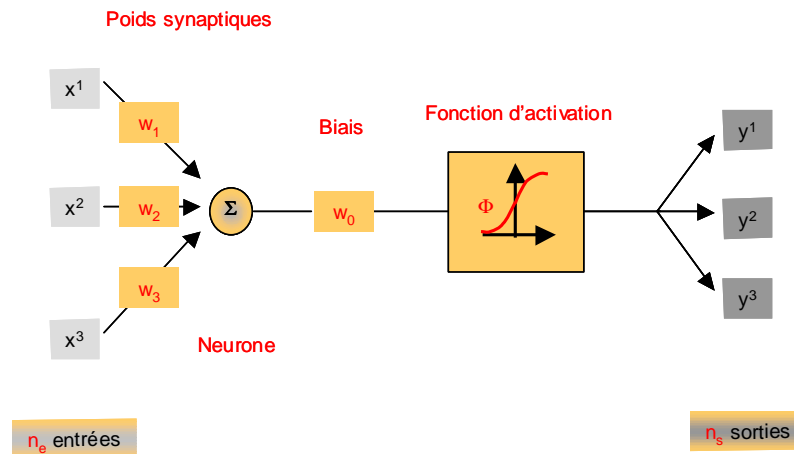 Poids synaptiques
x¹
w₁
Biais
Fonction d'activation
y¹
x²
w₂
Σ
w₀
Φ
y²
x³
w₃
y³
Neurone
nₑ entrées
nₛ sorties